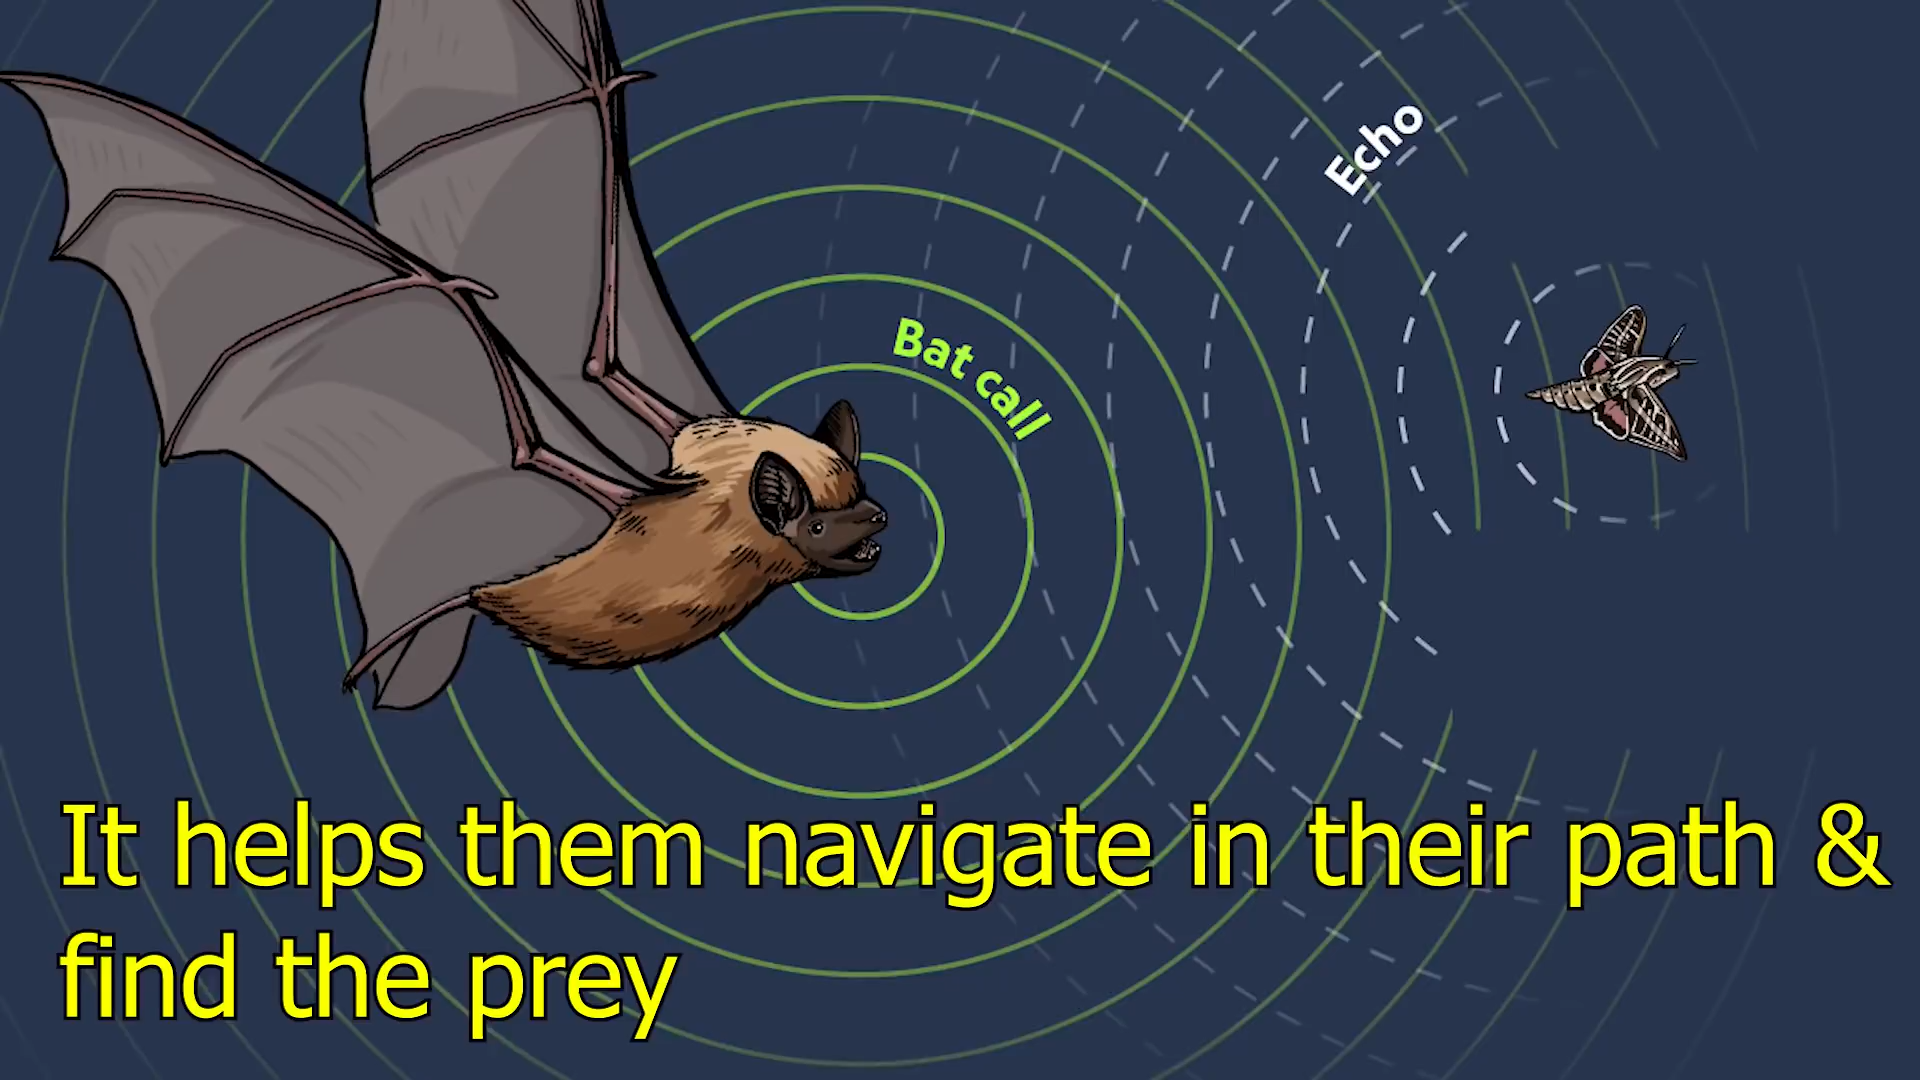 Echo
Bat call
It helps them navigate in their path &
find the prey